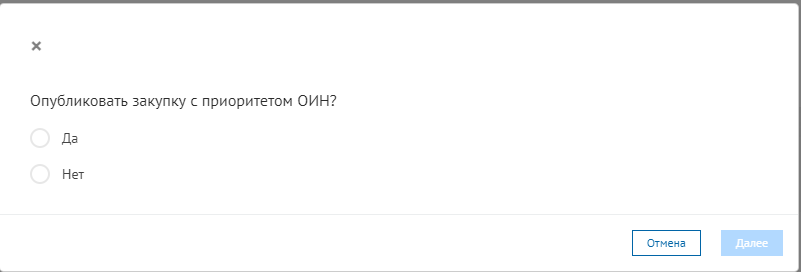 Опубликовать закупку с приоритетом ОИН?
Да
Нет
Отмена
Далее